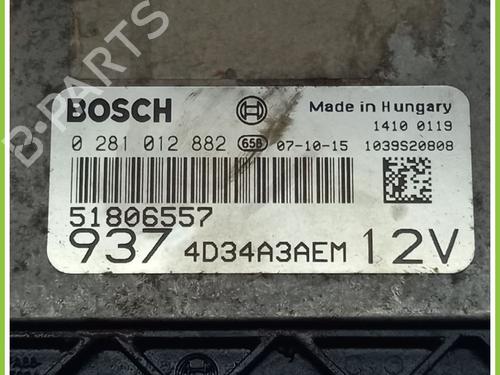 B-PARTS
BOSCH
Made in Hungary
1410 0119
0 281 012 882 65B 07-10-15 1039S20808
51806557
937 4D34A3AEM 12V